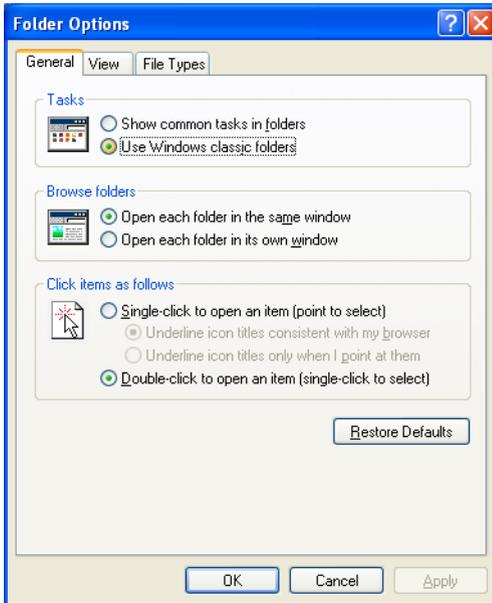 Folder Options
General View File Types
Tasks
Show common tasks in folders
Use Windows classic folders
Browse folders
Open each folder in the same window
Open each folder in its own window
Click items as follows
Single-click to open an item (point to select)
Underline icon titles consistent with my browser
Underline icon titles only when I point at them
Double-click to open an item (single-click to select)
Restore Defaults
OK Cancel Apply